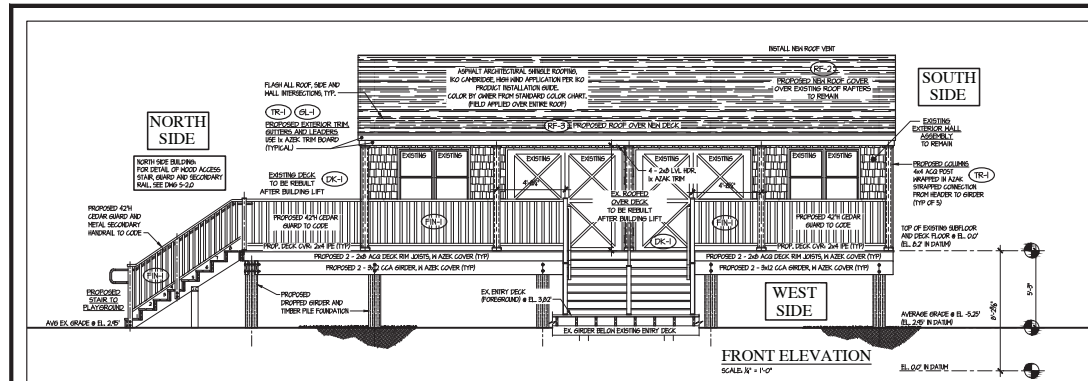 INSTALL NEW ROOF VENT
ASPHALT ARCHITECTURAL SHINGLE ROOFING,
IKO CAMBRIDGE, HIGH WIND APPLICATION PER IKO
PRODUCT INSTALLATION GUIDE.
COLOR BY OWNER FROM STANDARD COLOR CHART.
(FIELD APPLIED OVER ENTIRE ROOF)
RF-2
PROPOSED NEW ROOF COVER
OVER EXISTING ROOF RAFTERS
TO REMAIN
SOUTH
SIDE
FLASH ALL ROOF, SIDE AND
WALL INTERSECTIONS, TYP.
TR-1
GL-1
PROPOSED EXTERIOR TRIM,
GUTTERS AND LEADERS
USE 1x AZEK TRIM BOARD
(TYPICAL)
NORTH
SIDE
RF-3
PROPOSED ROOF OVER NEW DECK
EXISTING
EXTERIOR WALL
ASSEMBLY
TO REMAIN
NORTH SIDE BUILDING:
FOR DETAIL OF WOOD ACCESS
STAIR, GUARD AND SECONDARY
RAIL, SEE DWG 5-2.0
EXISTING DECK
TO BE REBUILT
AFTER BUILDING LIFT
DK-1
EXISTING
EXISTING
EXISTING
EXISTING
EXISTING
EXISTING
EXISTING
EXISTING
4 - 2x8 LVL HDR,
1x AZAK TRIM
EX. ROOFED
OVER DECK
TO BE REBUILT
AFTER BUILDING LIFT
DK-1
PROPOSED COLUMNS
4x4 ACQ POST
WRAPPED IN AZAK
STRAPPED CONNECTION
FROM HEADER TO GIRDER
(TYP OF 5)
TR-1
PROPOSED 42"H
CEDAR GUARD AND
METAL SECONDARY
HANDRAIL TO CODE
PROPOSED 42"H CEDAR
GUARD TO CODE
FIN-1
FIN-1
PROPOSED 42"H CEDAR
GUARD TO CODE
PROP. DECK CVR- 2x4 IPE (TYP)
PROP. DECK CVR- 2x4 IPE (TYP)
TOP OF EXISTING SUBFLOOR
AND DECK FLOOR @ EL. 0.0'
(EL. 8.2' IN DATUM)
PROPOSED 2 - 2x8 ACQ DECK RIM JOISTS, W AZEK COVER (TYP)
PROPOSED 2 - 2x8 ACQ DECK RIM JOISTS, W AZEK COVER (TYP)
PROPOSED 2 - 3x12 CCA GIRDER, W AZEK COVER (TYP)
PROPOSED 2 - 3x12 CCA GIRDER, W AZEK COVER (TYP)
FIN-1
PROPOSED
STAIR TO
PLAYGROUND
PROPOSED
DROPPED GIRDER AND
TIMBER PILE FOUNDATION
EX. ENTRY DECK
(FOREGROUND) @ EL. 3.82'
WEST
SIDE
5'-3"
AVG EX. GRADE @ EL. 2.95'
EX. GIRDER BELOW EXISTING ENTRY DECK
AVERAGE GRADE @ EL -5.25'
(EL. 2.95' IN DATUM)
FRONT ELEVATION
EL. 0.0' IN DATUM